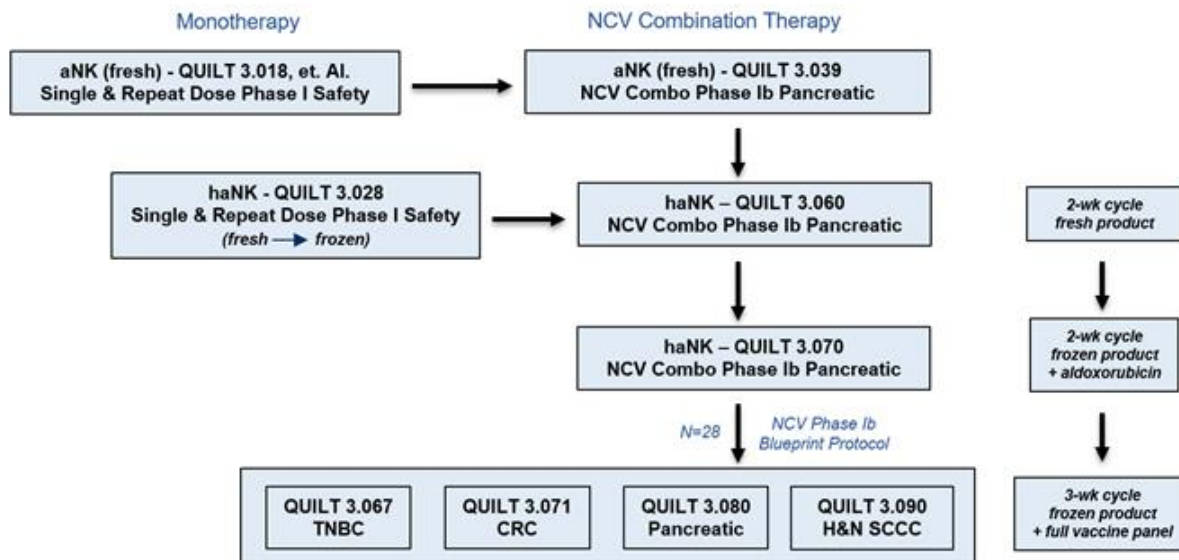 Monotherapy
NCV Combination Therapy
aNK (fresh) - QUILT 3.018, et. Al.
Single & Repeat Dose Phase I Safety
aNK (fresh) - QUILT 3.039
NCV Combo Phase Ib Pancreatic
haNK - QUILT 3.028
Single & Repeat Dose Phase I Safety
(fresh frozen)
haNK – QUILT 3.060
NCV Combo Phase Ib Pancreatic
2-wk cycle
fresh product
haNK – QUILT 3.070
NCV Combo Phase Ib Pancreatic
2-wk cycle
frozen product
+ aldoxorubicin
N=28
NCV Phase Ib
Blueprint Protocol
QUILT 3.067
TNBC
QUILT 3.071
CRC
QUILT 3.080
Pancreatic
QUILT 3.090
H&N SCCC
3-wk cycle
frozen product
+ full vaccine panel